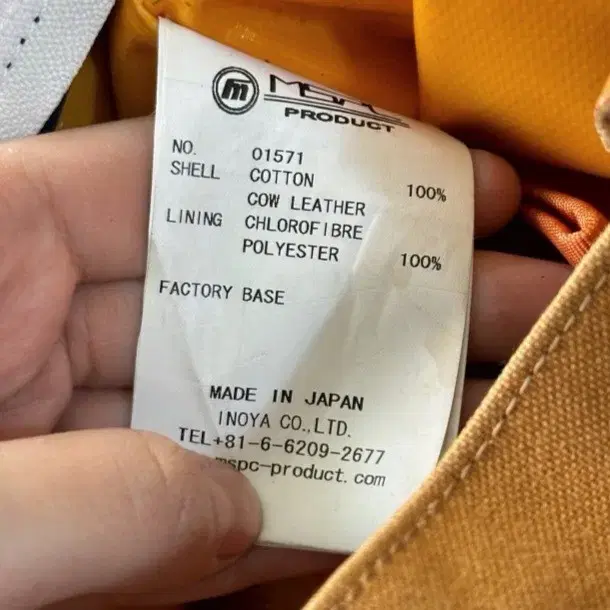 m MSPC
PRODUCT
NO. 01571
SHELL COTTON 100%
COW LEATHER
LINING CHLOROFIBRE
POLYESTER 100%
FACTORY BASE
MADE IN JAPAN
INOYA CO.,LTD.
TEL+81-6-6209-2677
mspc-product.com